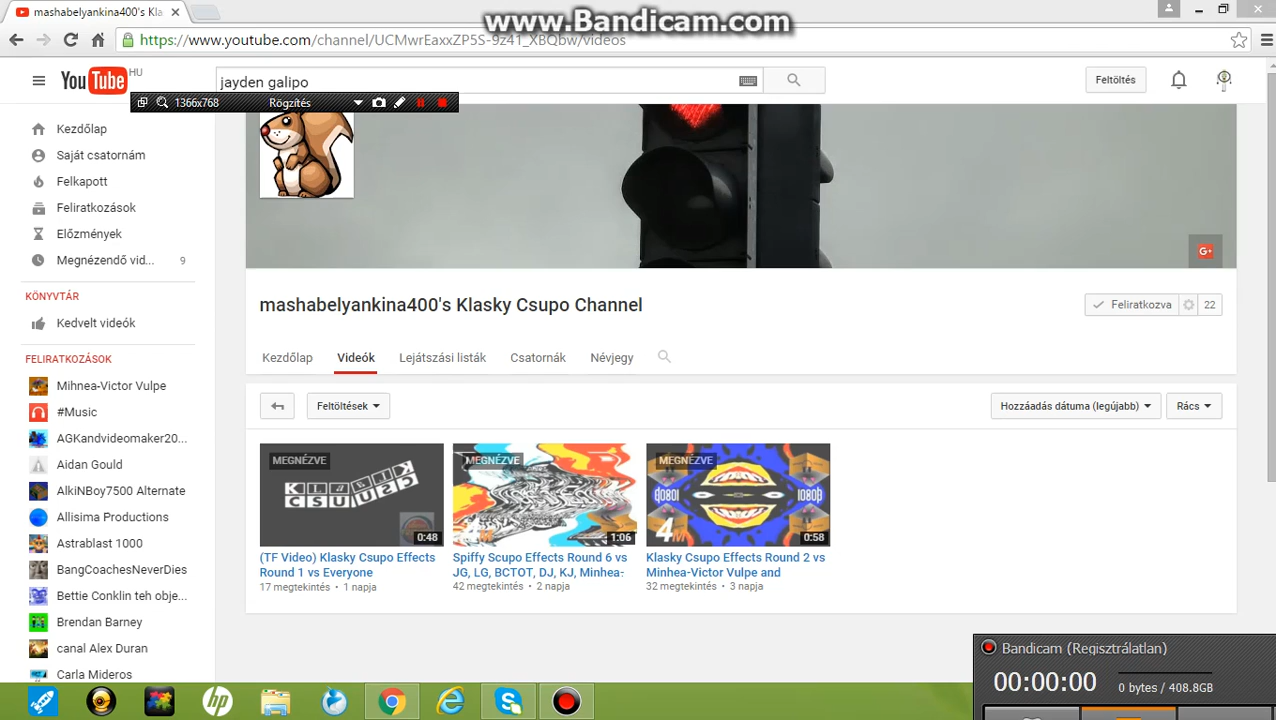 www.Bandicam.com
mashabelyankina400's Kla
https://www.youtube.com/channel/UCMwrEaxxZP5S-9z41_XBQbw/videos
YouTube HU
jayden galipo
Feltöltés
1366x768 Rögzítés
Kezdőlap
Saját csatornám
Felkapott
Feliratkozások
Előzmények
Megnézendő vid... 9
KÖNYVTÁR
Kedvelt videók
FELIRATKOZÁSOK
Mihnea-Victor Vulpe
#Music
AGKandvideomaker20...
Aidan Gould
AlkiNBoy7500 Alternate
Allisima Productions
Astrablast 1000
BangCoachesNeverDies
Bettie Conklin teh obje...
Brendan Barney
canal Alex Duran
Carla Mideros
G+
mashabelyankina400's Klasky Csupo Channel
Feliratkozva 22
Kezdőlap Videók Lejátszási listák Csatornák Névjegy
Feltöltések Hozzáadás dátuma (legújabb) Rács
MEGNÉZVE
KLASKY
CSUPO
0:48
(TF Video) Klasky Csupo Effects
Round 1 vs Everyone
17 megtekintés • 1 napja
MEGNÉZVE
1:06
Spiffy Scupo Effects Round 6 vs
JG, LG, BCTOT, DJ, KJ, Minhea-
42 megtekintés • 2 napja
MEGNÉZVE
4
0:58
Klasky Csupo Effects Round 2 vs
Minhea-Victor Vulpe and
32 megtekintés • 3 napja
Bandicam (Regisztrálatlan)
00:00:00
0 bytes / 408.8GB
hp